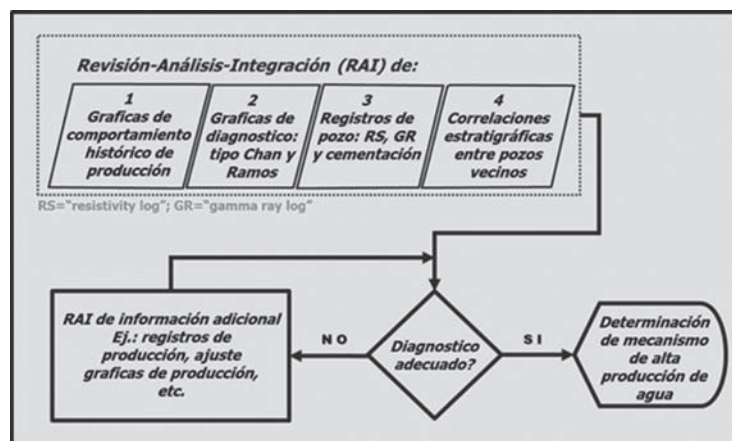 Revisión-Análisis-Integración (RAI) de:
1
Graficas de
comportamiento
histórico de
producción
2
Graficas de
diagnostico:
tipo Chan y
Ramos
3
Registros de
pozo: RS, GR
y cementación
4
Correlaciones
estratigráficas
entre pozos
vecinos
RS="resistivity log"; GR="gamma ray log"
RAI de información adicional
Ej.: registros de
producción, ajuste
graficas de producción,
etc.
NO
Diagnostico
adecuado?
SI
Determinación
de mecanismo
de alta
producción de
agua